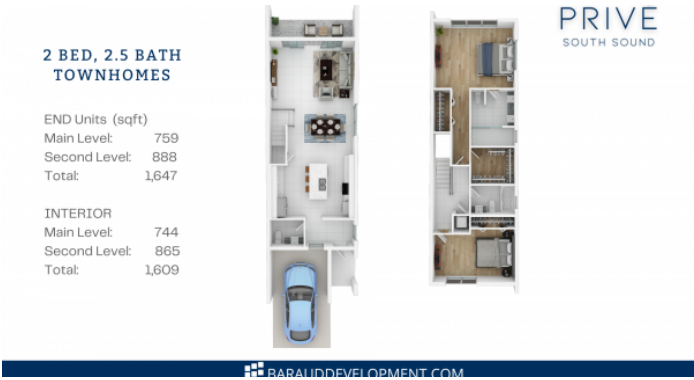 PRIVE
SOUTH SOUND
2 BED, 2.5 BATH
TOWNHOMES
END Units (sqft)
Main Level: 759
Second Level: 888
Total: 1,647
INTERIOR
Main Level: 744
Second Level: 865
Total: 1,609
BARAUDDEVELOPMENT.COM